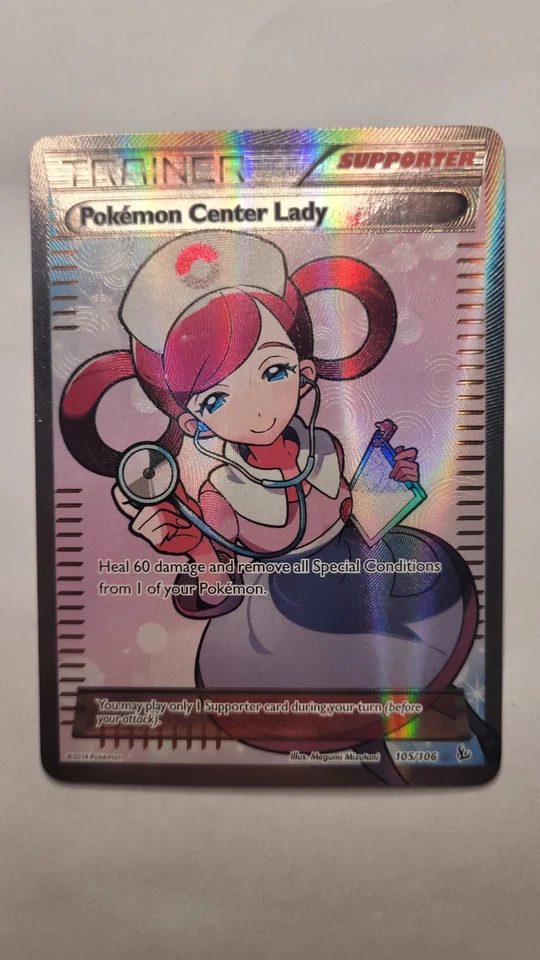 TRAINER
SUPPORTER
Pokémon Center Lady
Heal 60 damage and remove all Special Conditions
from 1 of your Pokémon.
You may play only 1 Supporter card during your turn (before
your attack).
©2014 Pokémon
Illus. Megumi Mizutani
105/106